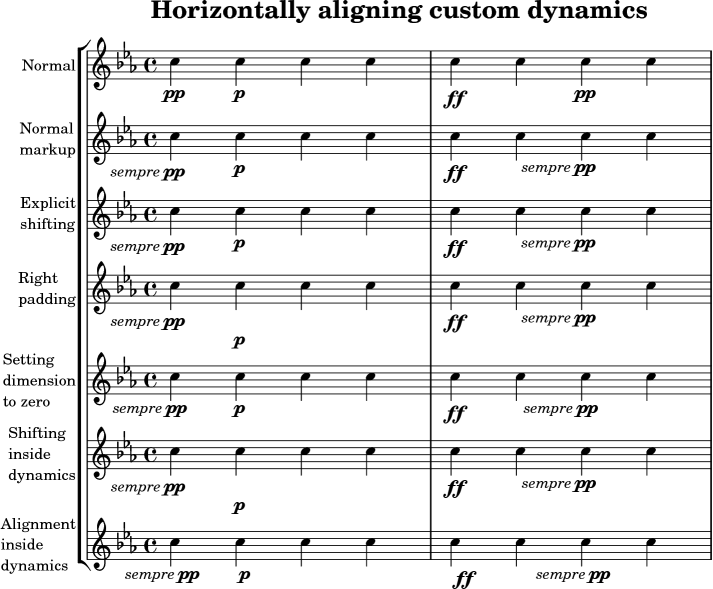 Horizontally aligning custom dynamics
Normal
pp p ff pp
Normal
markup
sempre pp p ff sempre pp
Explicit
shifting
sempre pp p ff sempre pp
Right
padding
sempre pp p ff sempre pp
Setting
dimension
to zero
sempre pp p ff sempre pp
Shifting
inside
dynamics
sempre pp p ff sempre pp
Alignment
inside
dynamics
sempre pp p ff sempre pp